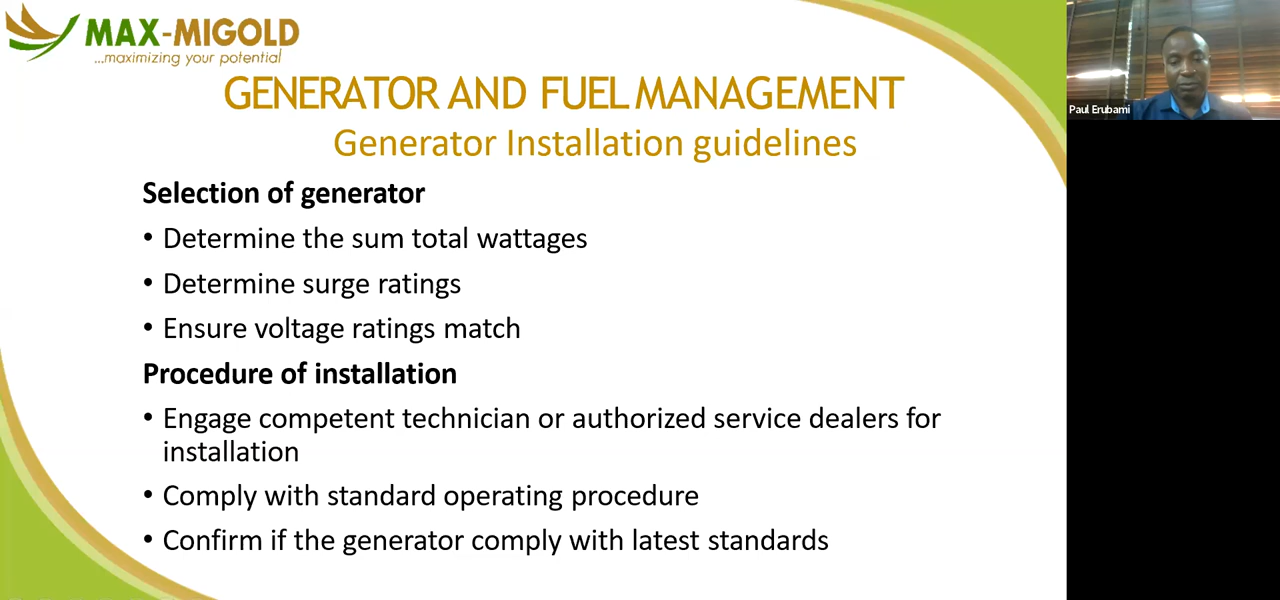 MAX-MIGOLD
...maximizing your potential
GENERATOR AND FUEL MANAGEMENT
Generator Installation guidelines
Selection of generator
• Determine the sum total wattages
• Determine surge ratings
• Ensure voltage ratings match
Procedure of installation
• Engage competent technician or authorized service dealers for
installation
• Comply with standard operating procedure
• Confirm if the generator comply with latest standards
Paul Erubami